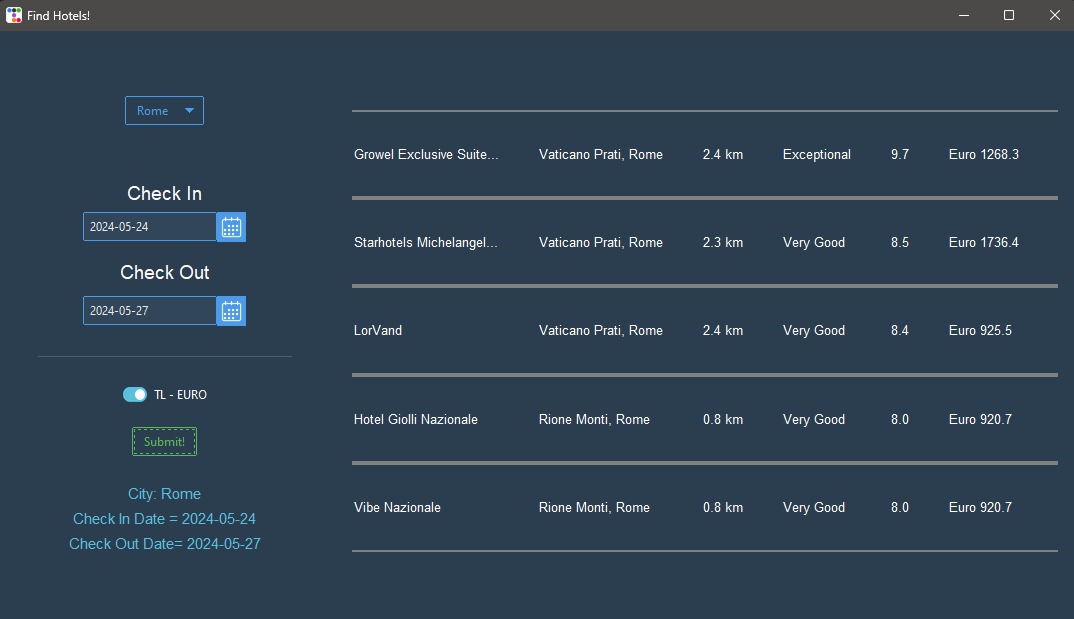 Find Hotels!
Rome
Check In
2024-05-24
Check Out
2024-05-27
TL - EURO
Submit!
City: Rome
Check In Date = 2024-05-24
Check Out Date= 2024-05-27
Growel Exclusive Suite... Vaticano Prati, Rome 2.4 km Exceptional 9.7 Euro 1268.3
Starhotels Michelangel... Vaticano Prati, Rome 2.3 km Very Good 8.5 Euro 1736.4
LorVand Vaticano Prati, Rome 2.4 km Very Good 8.4 Euro 925.5
Hotel Giolli Nazionale Rione Monti, Rome 0.8 km Very Good 8.0 Euro 920.7
Vibe Nazionale Rione Monti, Rome 0.8 km Very Good 8.0 Euro 920.7